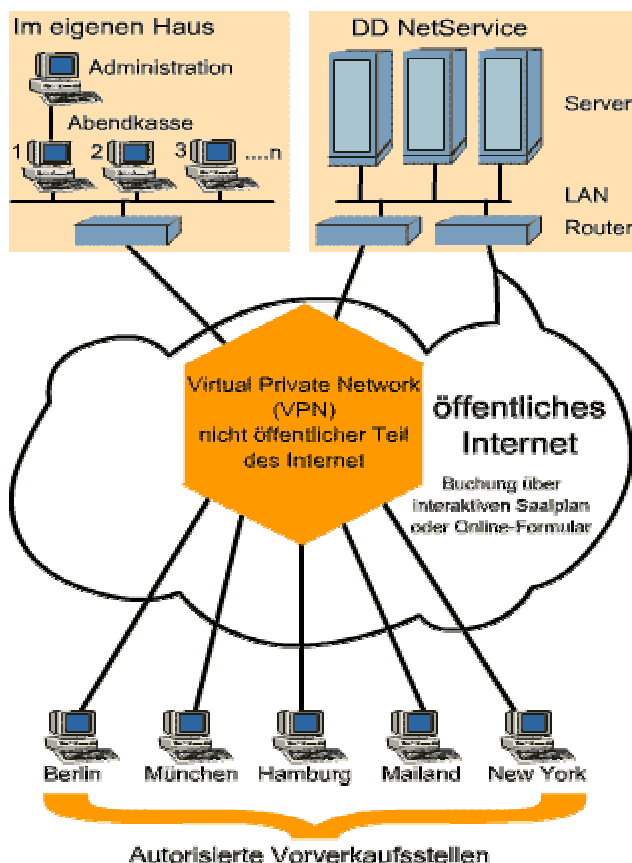 Im eigenen Haus
Administration
Abendkasse
1 2 3 ....n
DD NetService
Server
LAN
Router
Virtual Private Network
(VPN)
nicht öffentlicher Teil
des Internet
öffentliches
Internet
Buchung über
interaktiven Saalplan
oder Online-Formular
Berlin München Hamburg Mailand New York
Autorisierte Vorverkaufsstellen